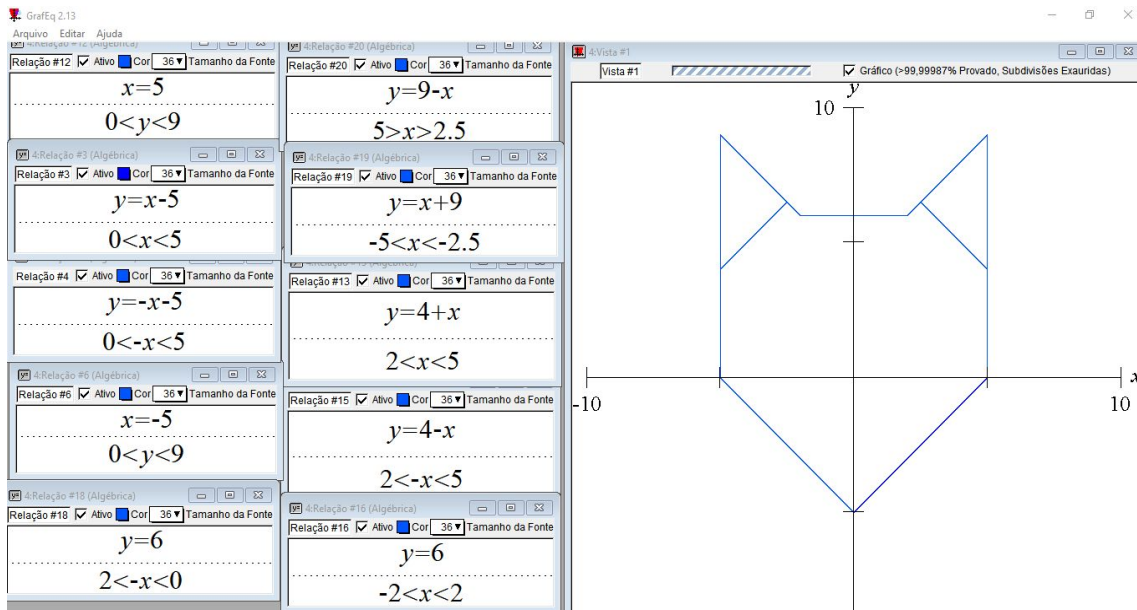 GrafEq 2.13
Arquivo Editar Ajuda
4:Relação #12 (Algébrica)
Relação #12 Ativo Cor 36 Tamanho da Fonte
x=5
0<y<9
4:Relação #3 (Algébrica)
Relação #3 Ativo Cor 36 Tamanho da Fonte
y=x-5
0<x<5
Relação #4 Ativo Cor 36 Tamanho da Fonte
y=-x-5
0<-x<5
4:Relação #6 (Algébrica)
Relação #6 Ativo Cor 36 Tamanho da Fonte
x=-5
0<y<9
4:Relação #18 (Algébrica)
Relação #18 Ativo Cor 36 Tamanho da Fonte
y=6
2<-x<0
4:Relação #20 (Algébrica)
Relação #20 Ativo Cor 36 Tamanho da Fonte
y=9-x
5>x>2.5
4:Relação #19 (Algébrica)
Relação #19 Ativo Cor 36 Tamanho da Fonte
y=x+9
-5<x<-2.5
Relação #13 Ativo Cor 36 Tamanho da Fonte
y=4+x
2<x<5
Relação #15 Ativo Cor 36 Tamanho da Fonte
y=4-x
2<-x<5
4:Relação #16 (Algébrica)
Relação #16 Ativo Cor 36 Tamanho da Fonte
y=6
-2<x<2
4:Vista #1
Vista #1 Gráfico (>99,99987% Provado, Subdivisões Exauridas)
y
10
x
-10
10